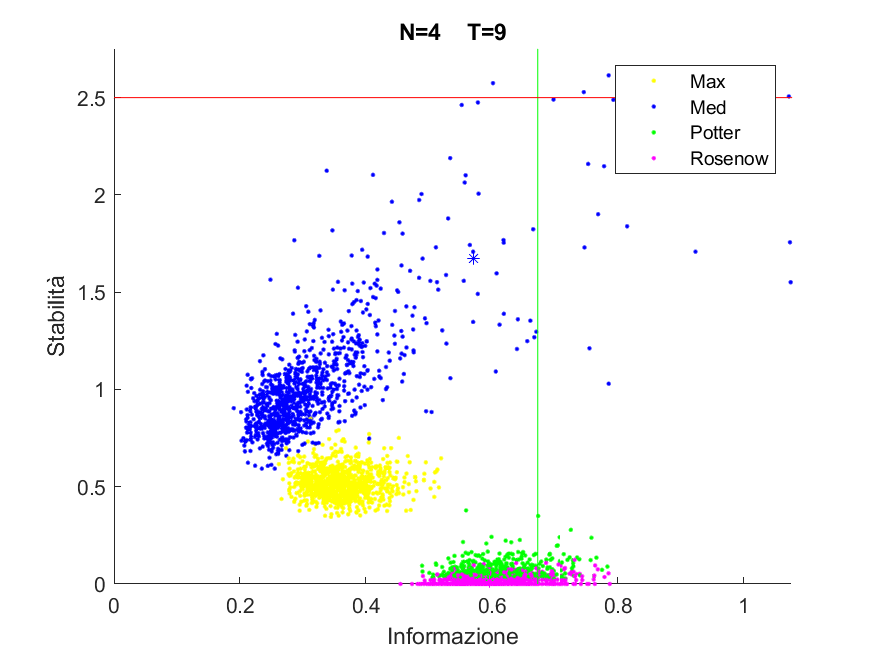 N=4 T=9
Max
Med
Potter
Rosenow
Stabilità
2.5
2
1.5
1
0.5
0
0 0.2 0.4 0.6 0.8 1
Informazione